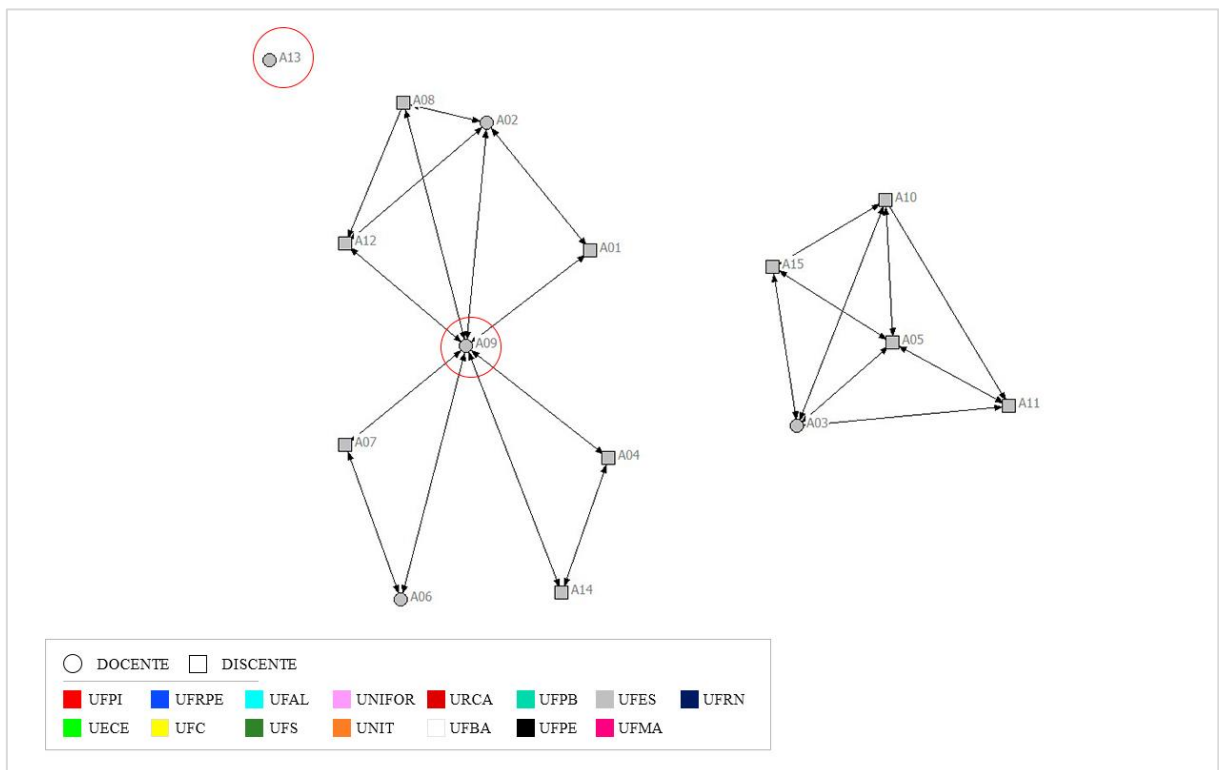 A13
A08
A02
A10
A12
A01
A15
A09
A05
A11
A03
A07
A04
A06
A14
DOCENTE DISCENTE
UFPI UFRPE UFAL UNIFOR URCA UFPB UFES UFRN
UECE UFC UFS UNIT UFBA UFPE UFMA